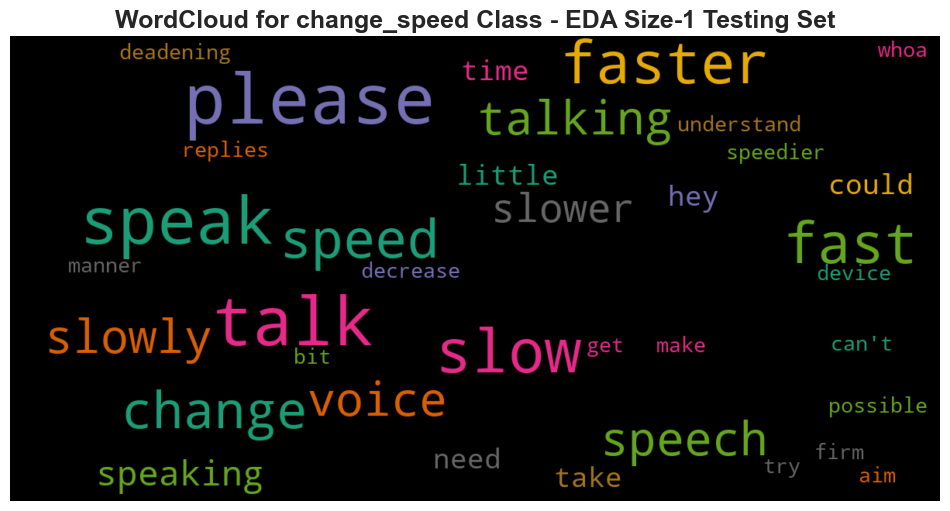 WordCloud for change_speed Class - EDA Size-1 Testing Set
deadening
please
replies
time
faster
whoa
talking
understand
speedier
little
slower
hey
could
speak
speed
fast
manner
decrease
device
slowly
talk
bit
slow
get
make
can't
change
voice
possible
speaking
need
speech
take
try
firm
aim